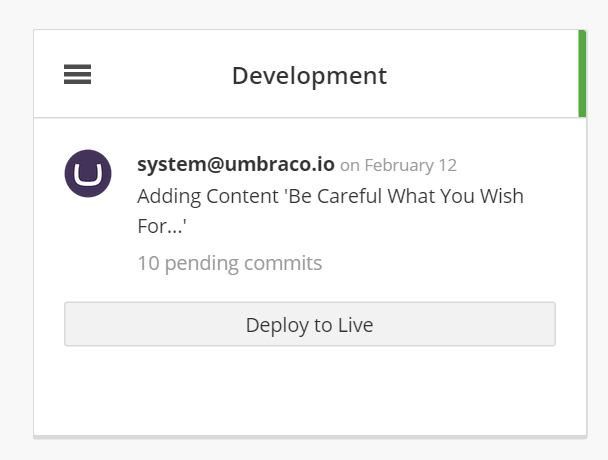 Development
system@umbraco.io on February 12
Adding Content 'Be Careful What You Wish
For...'
10 pending commits
Deploy to Live